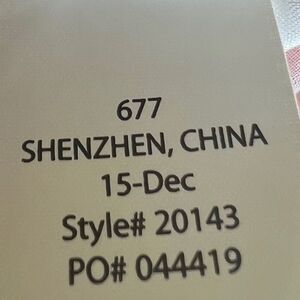 677
SHENZHEN, CHINA
15-Dec
Style# 20143
PO# 044419